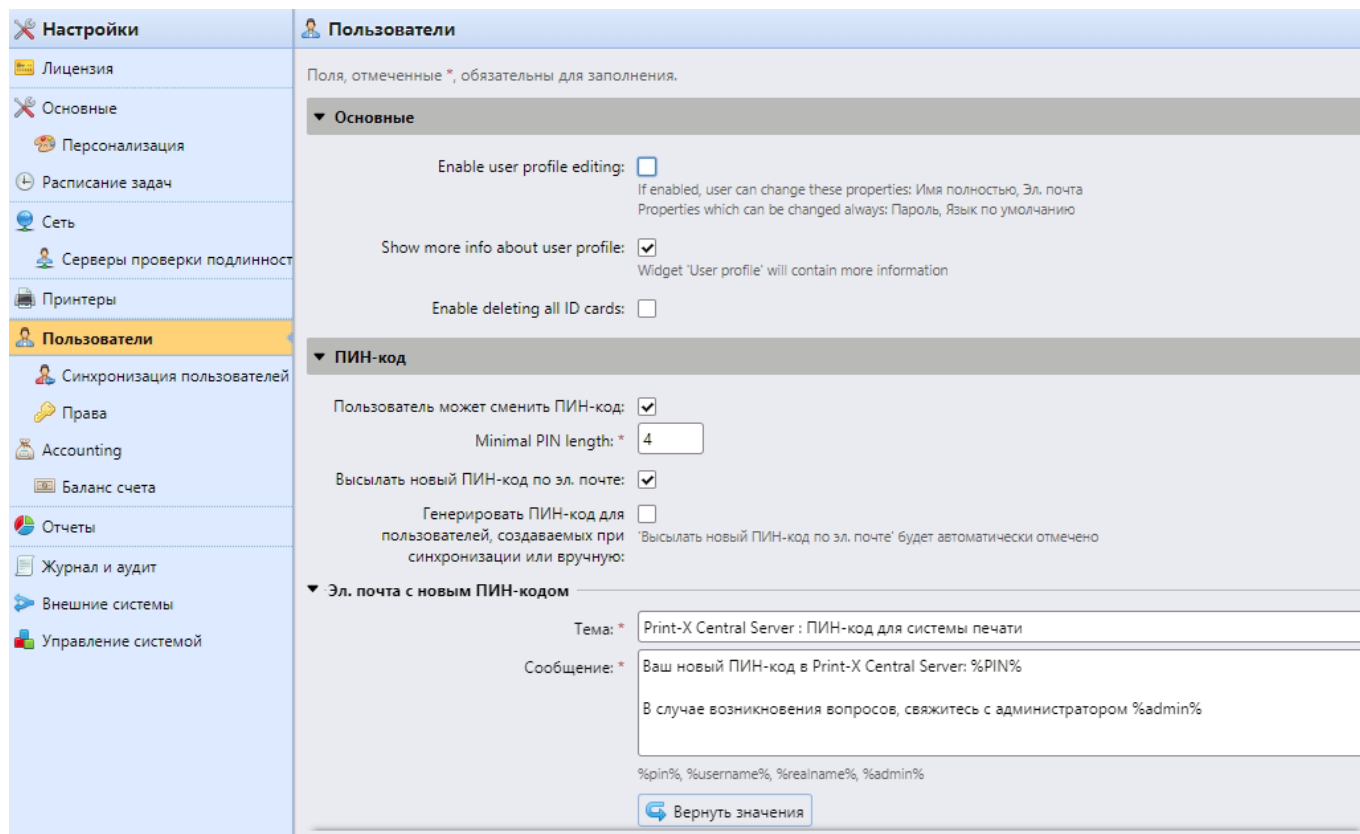 Настройки
Лицензия
Основные
Персонализация
Расписание задач
Сеть
Серверы проверки подлинност
Принтеры
Пользователи
Синхронизация пользователей
Права
Accounting
Баланс счета
Отчеты
Журнал и аудит
Внешние системы
Управление системой
Пользователи
Поля, отмеченные *, обязательны для заполнения.
Основные
Enable user profile editing:
If enabled, user can change these properties: Имя полностью, Эл. почта
Properties which can be changed always: Пароль, Язык по умолчанию
Show more info about user profile:
Widget 'User profile' will contain more information
Enable deleting all ID cards:
ПИН-код
Пользователь может сменить ПИН-код:
Minimal PIN length: * 4
Высылать новый ПИН-код по эл. почте:
Генерировать ПИН-код для
пользователей, создаваемых при
синхронизации или вручную:
'Высылать новый ПИН-код по эл. почте' будет автоматически отмечено
Эл. почта с новым ПИН-кодом
Тема: * Print-X Central Server : ПИН-код для системы печати
Сообщение: * Ваш новый ПИН-код в Print-X Central Server: %PIN%
В случае возникновения вопросов, свяжитесь с администратором %admin%
%pin%, %username%, %realname%, %admin%
Вернуть значения